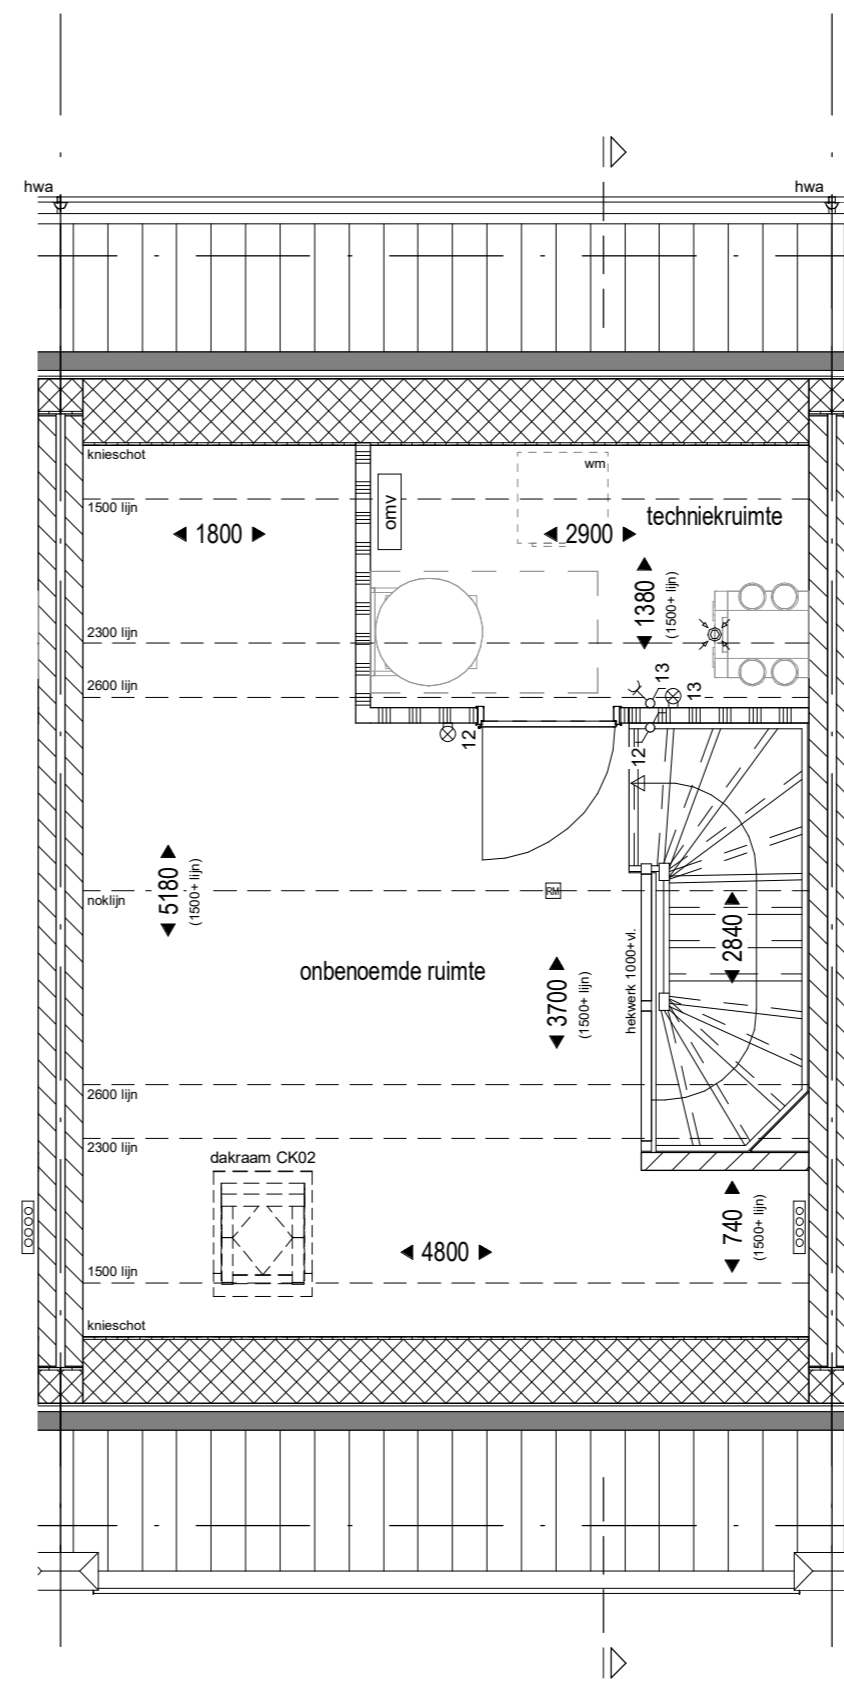 hwa
hwa
knieschot
wm
omv
1500 lijn
techniekruimte
1800
2900
1380
(1500+ lijn)
2300 lijn
2600 lijn
13
13
12
12
5180
(1500+ lijn)
noklijn
RM
2840
onbenoemde ruimte
3700
(1500+ lijn)
hekwerk 1000+vl.
2600 lijn
2300 lijn
dakraam CK02
740
(1500+ lijn)
4800
1500 lijn
knieschot